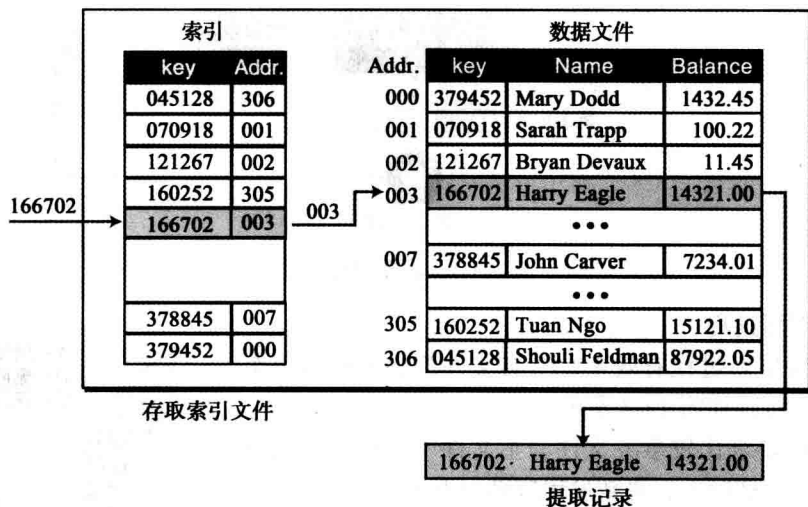 索引
key Addr.
045128 306
070918 001
121267 002
160252 305
166702 003
378845 007
379452 000
存取索引文件
166702
003
数据文件
Addr. key Name Balance
000 379452 Mary Dodd 1432.45
001 070918 Sarah Trapp 100.22
002 121267 Bryan Devaux 11.45
003 166702 Harry Eagle 14321.00
•••
007 378845 John Carver 7234.01
•••
305 160252 Tuan Ngo 15121.10
306 045128 Shouli Feldman 87922.05
166702 Harry Eagle 14321.00
提取记录